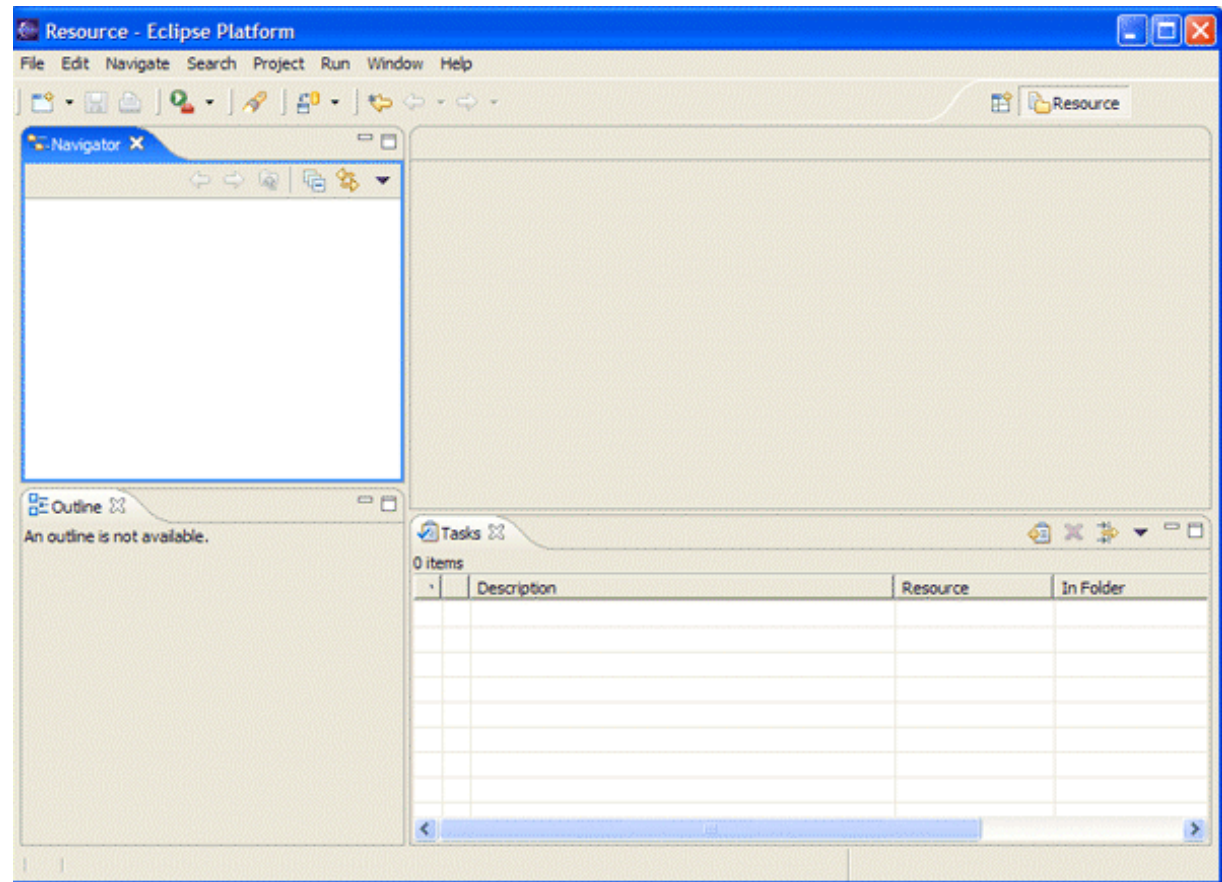 Resource - Eclipse Platform
File Edit Navigate Search Project Run Window Help
Resource
Navigator
Outline
An outline is not available.
Tasks
0 items
Description Resource In Folder